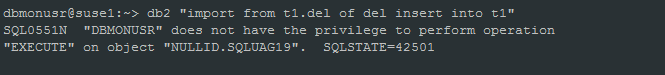 dbmonusr@suse1:~> db2 "import from t1.del of del insert into t1"
SQL0551N  "DBMONUSR" does not have the privilege to perform operation
"EXECUTE" on object "NULLID.SQLUAG19".  SQLSTATE=42501